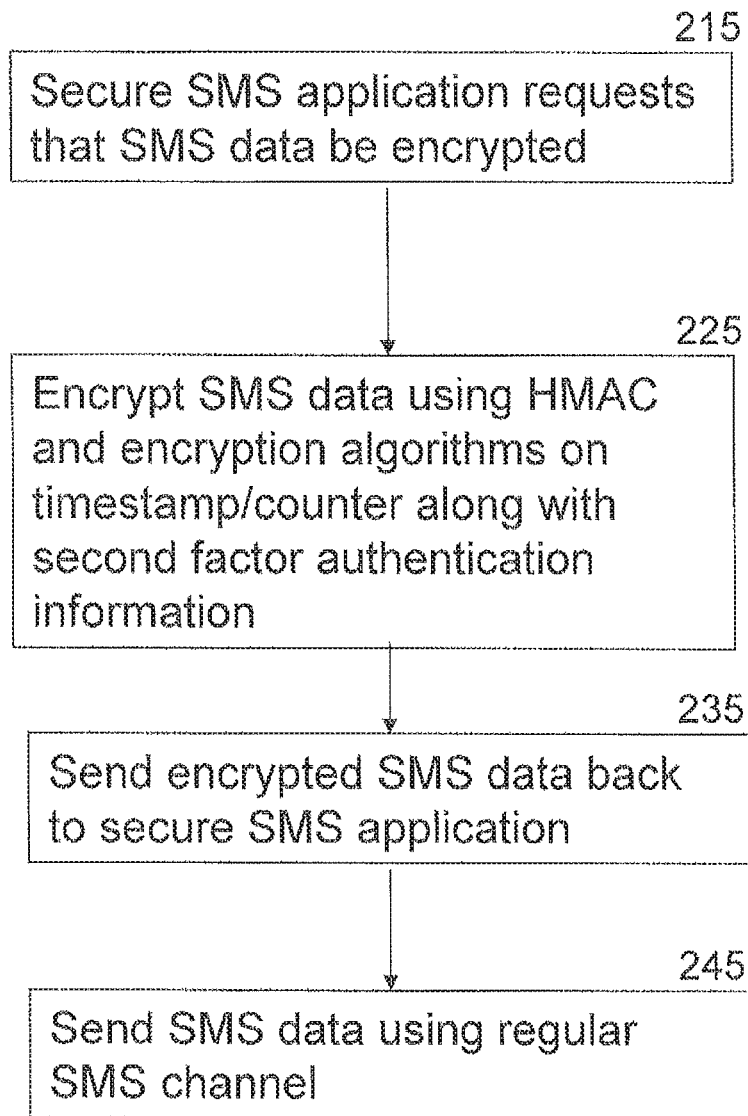 215
Secure SMS application requests
that SMS data be encrypted
225
Encrypt SMS data using HMAC
and encryption algorithms on
timestamp/counter along with
second factor authentication
information
235
Send encrypted SMS data back
to secure SMS application
245
Send SMS data using regular
SMS channel